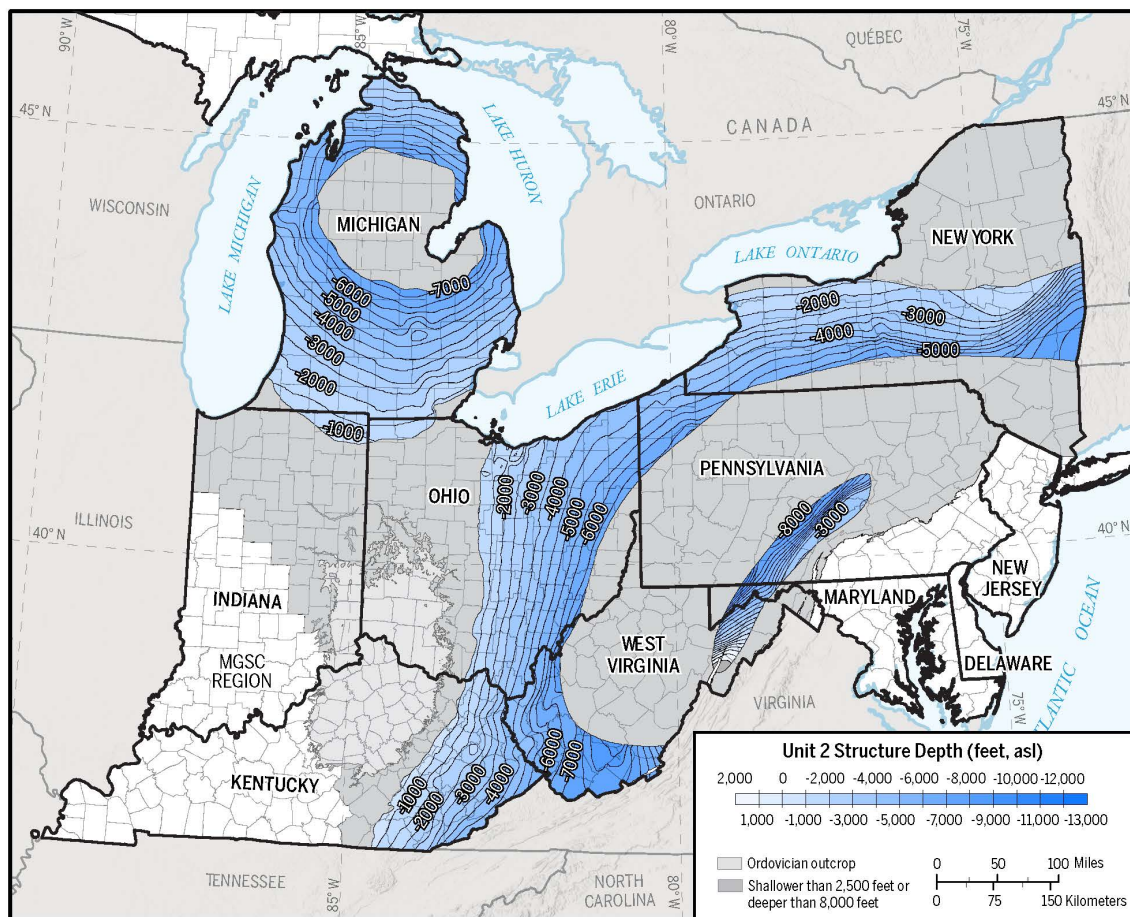 90° W
85° W
80° W
75° W
QUÉBEC
45° N
45° N
CANADA
LAKE HURON
LAKE MICHIGAN
WISCONSIN
ONTARIO
MICHIGAN
NEW YORK
LAKE ONTARIO
-6000
-7000
-5000
-4000
-3000
-2000
-1000
-2000
-3000
-4000
-5000
LAKE ERIE
PENNSYLVANIA
OHIO
-2000
-3000
-4000
-5000
-6000
-8000
-3000
ILLINOIS
40° N
40° N
INDIANA
NEW
JERSEY
MARYLAND
WEST
VIRGINIA
DELAWARE
MGSC
REGION
VIRGINIA
75° W
ATLANTIC OCEAN
KENTUCKY
-1000
-2000
-3000
-4000
-6000
-7000
TENNESSEE
85° W
NORTH
CAROLINA
80° W
Unit 2 Structure Depth (feet, asl)
2,000 0 -2,000 -4,000 -6,000 -8,000 -10,000 -12,000
1,000 -1,000 -3,000 -5,000 -7,000 -9,000 -11,000 -13,000
Ordovician outcrop
Shallower than 2,500 feet or
deeper than 8,000 feet
0 50 100 Miles
0 75 150 Kilometers